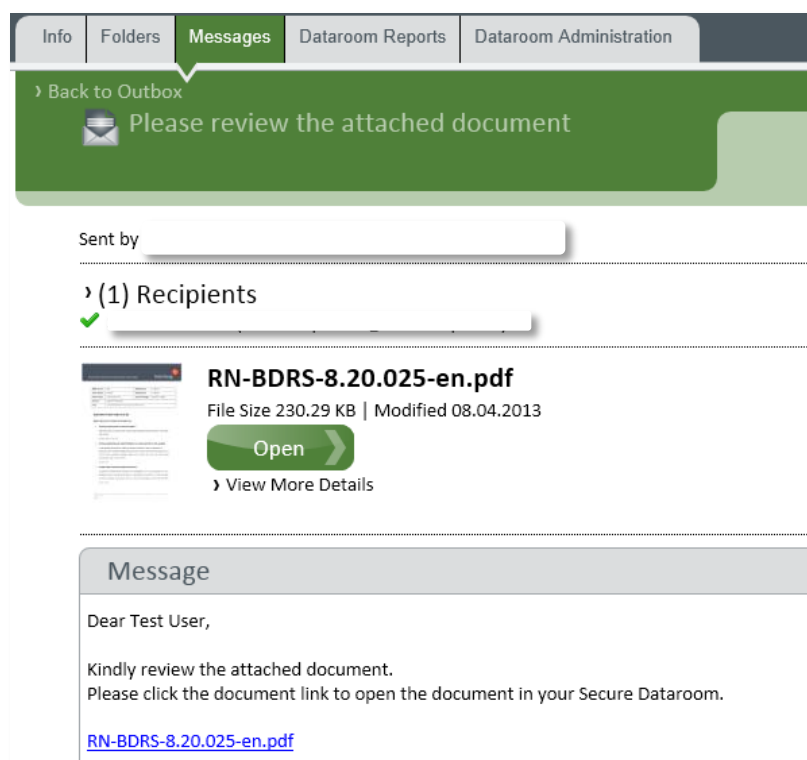 Info Folders Messages Dataroom Reports Dataroom Administration
› Back to Outbox
Please review the attached document
Sent by
› (1) Recipients
RN-BDRS-8.20.025-en.pdf
File Size 230.29 KB | Modified 08.04.2013
Open
› View More Details
Message
Dear Test User,
Kindly review the attached document.
Please click the document link to open the document in your Secure Dataroom.
RN-BDRS-8.20.025-en.pdf